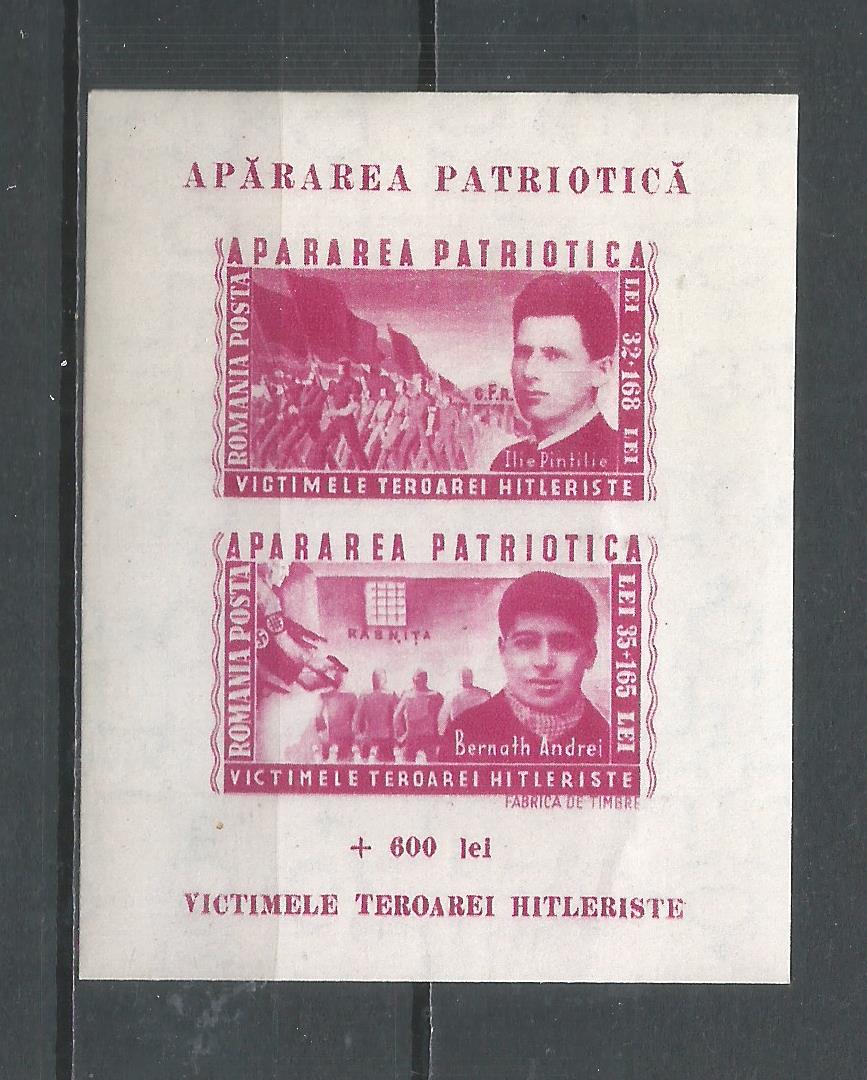 APĂRAREA PATRIOTICĂ
APARAREA PATRIOTICA
ROMANIA POSTA
LEI 32·168 LEI
C.F.R.
Ilie Pintilie
VICTIMELE TEROAREI HITLERISTE
APARAREA PATRIOTICA
ROMANIA POSTA
RÂBNIȚA
LEI 35+165 LEI
Bernath Andrei
VICTIMELE TEROAREI HITLERISTE
FABRICA DE TIMBRE
+ 600 lei
VICTIMELE TEROAREI HITLERISTE